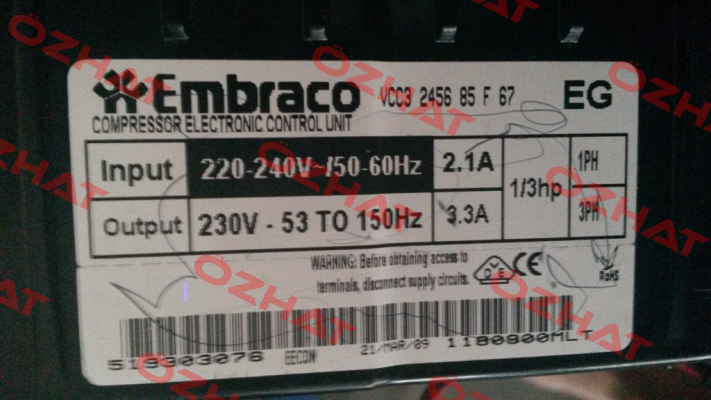 Embraco VCC3 2456 85 F 67 EG
COMPRESSOR ELECTRONIC CONTROL UNIT
Input 220-240V~/50-60Hz 2.1A 1/3hp 1PH
Output 230V - 53 TO 150Hz 3.3A 3PH
WARNING: Before obtaining access to
terminals, disconnect supply circuits.
VDE CE RoHS
519303076 EECON 21/MAR/09 1180800MLT
OZHAT